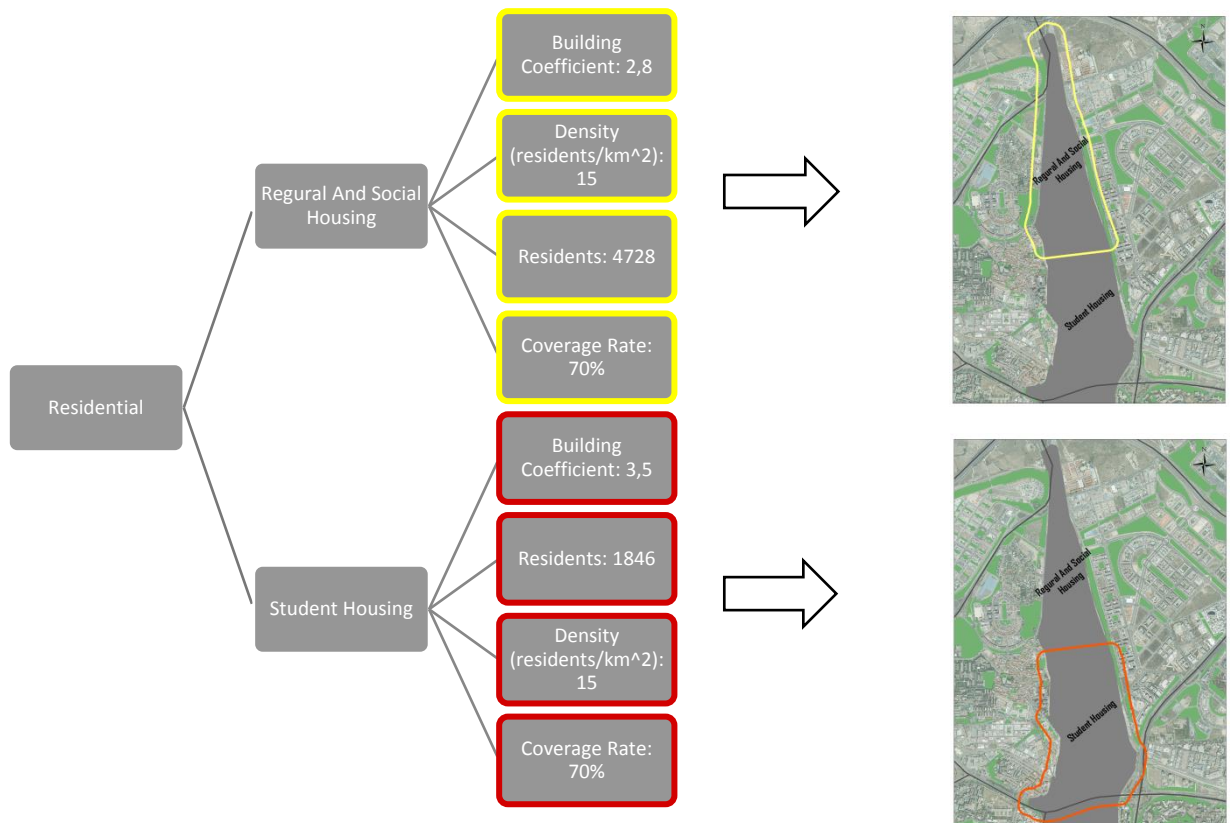 Residential
Regural And Social
Housing
Building
Coefficient: 2,8
Density
(residents/km^2):
15
Residents: 4728
Coverage Rate:
70%
Student Housing
Building
Coefficient: 3,5
Residents: 1846
Density
(residents/km^2):
15
Coverage Rate:
70%
N
Regural And Social
Housing
Student Housing
N
Regural And Social
Housing
Student Housing